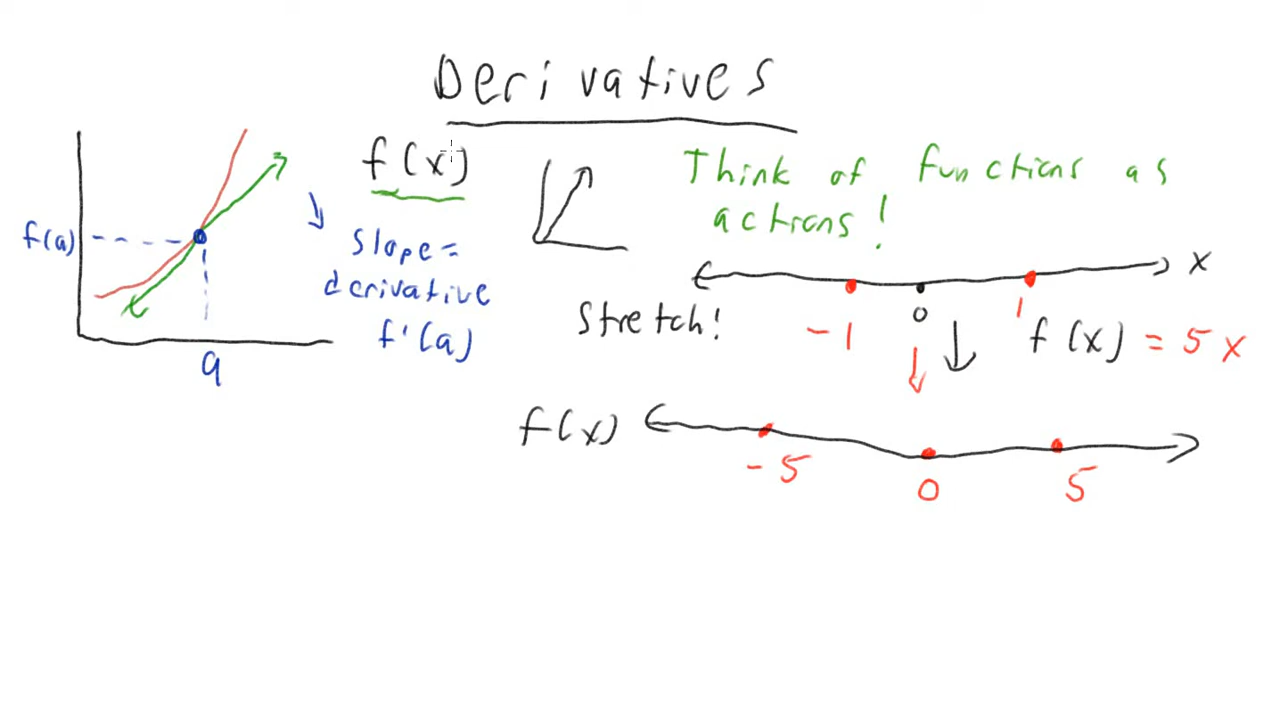 Derivatives
f(x)
Think of functions as
actions!
f(a)
slope =
derivative
f'(a)
a
x
Stretch!
-1
0
1
f(x) = 5x
f(x)
-5
0
5